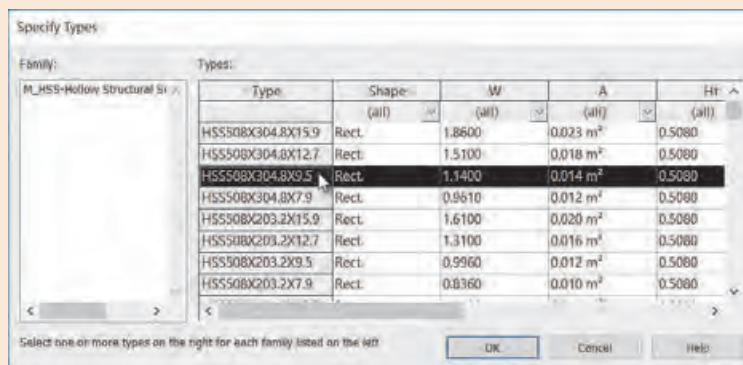 Specify Types
Family: Types:
M_HSS-Hollow Structural
Type Shape W A Ht
(all) (all) (all) (all)
HSS508X304.8X15.9 Rect. 1.8600 0.023 m² 0.5080
HSS508X304.8X12.7 Rect. 1.5100 0.018 m² 0.5080
HSS508X304.8X9.5 Rect. 1.1400 0.014 m² 0.5080
HSS508X304.8X7.9 Rect. 0.9610 0.012 m² 0.5080
HSS508X203.2X15.9 Rect. 1.6100 0.020 m² 0.5080
HSS508X203.2X12.7 Rect. 1.3100 0.016 m² 0.5080
HSS508X203.2X9.5 Rect. 0.9960 0.012 m² 0.5080
HSS508X203.2X7.9 Rect. 0.8360 0.010 m² 0.5080
Select one or more types on the right for each family listed on the left
OK Cancel Help